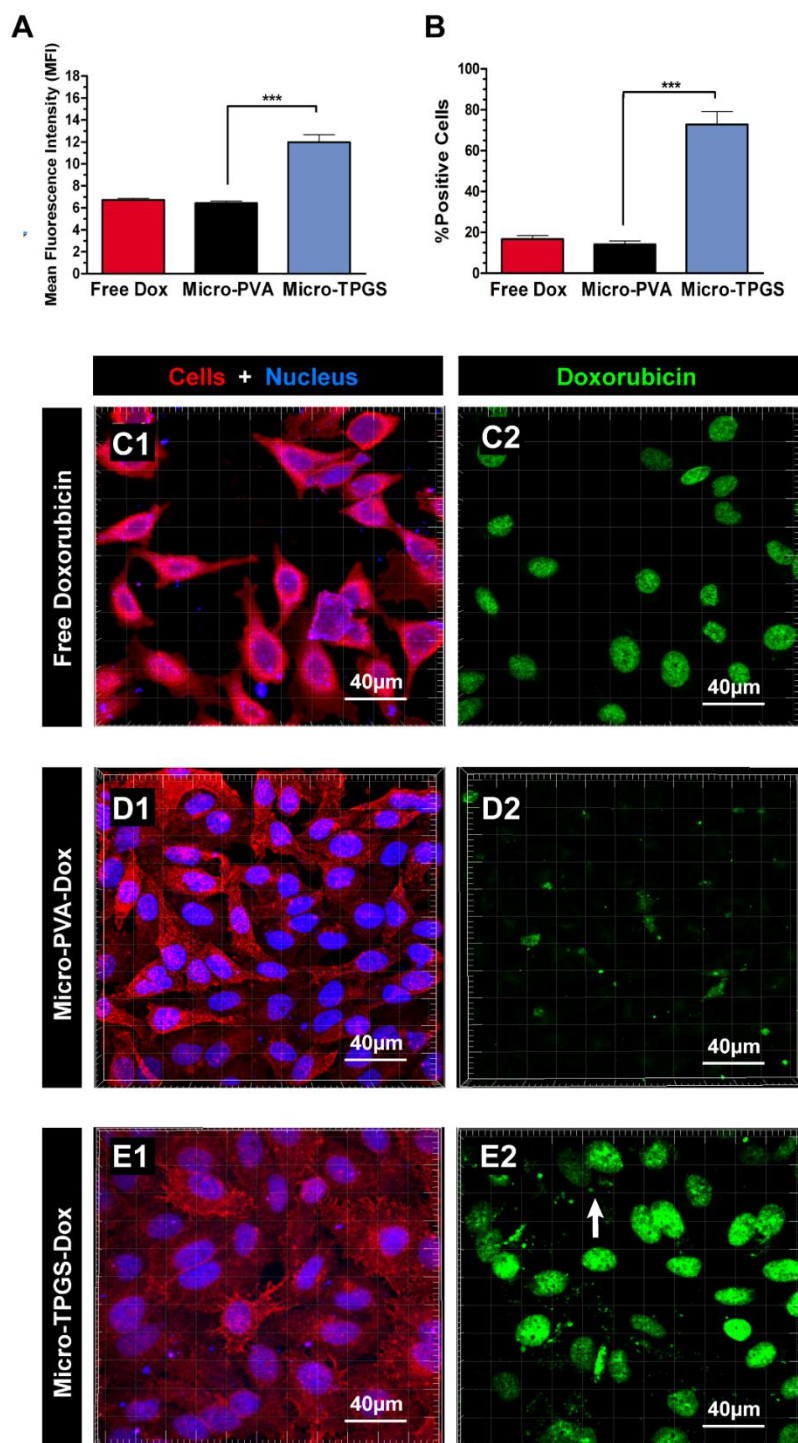 A
Mean Fluorescence Intensity (MFI)
18
16
14
12
10
8
6
4
2
0
***
Free Dox Micro-PVA Micro-TPGS
B
%Positive Cells
100
80
60
40
20
0
***
Free Dox Micro-PVA Micro-TPGS
Cells + Nucleus
Doxorubicin
Free Doxorubicin
C1
40µm
C2
40µm
Micro-PVA-Dox
D1
40µm
D2
40µm
Micro-TPGS-Dox
E1
40µm
E2
40µm